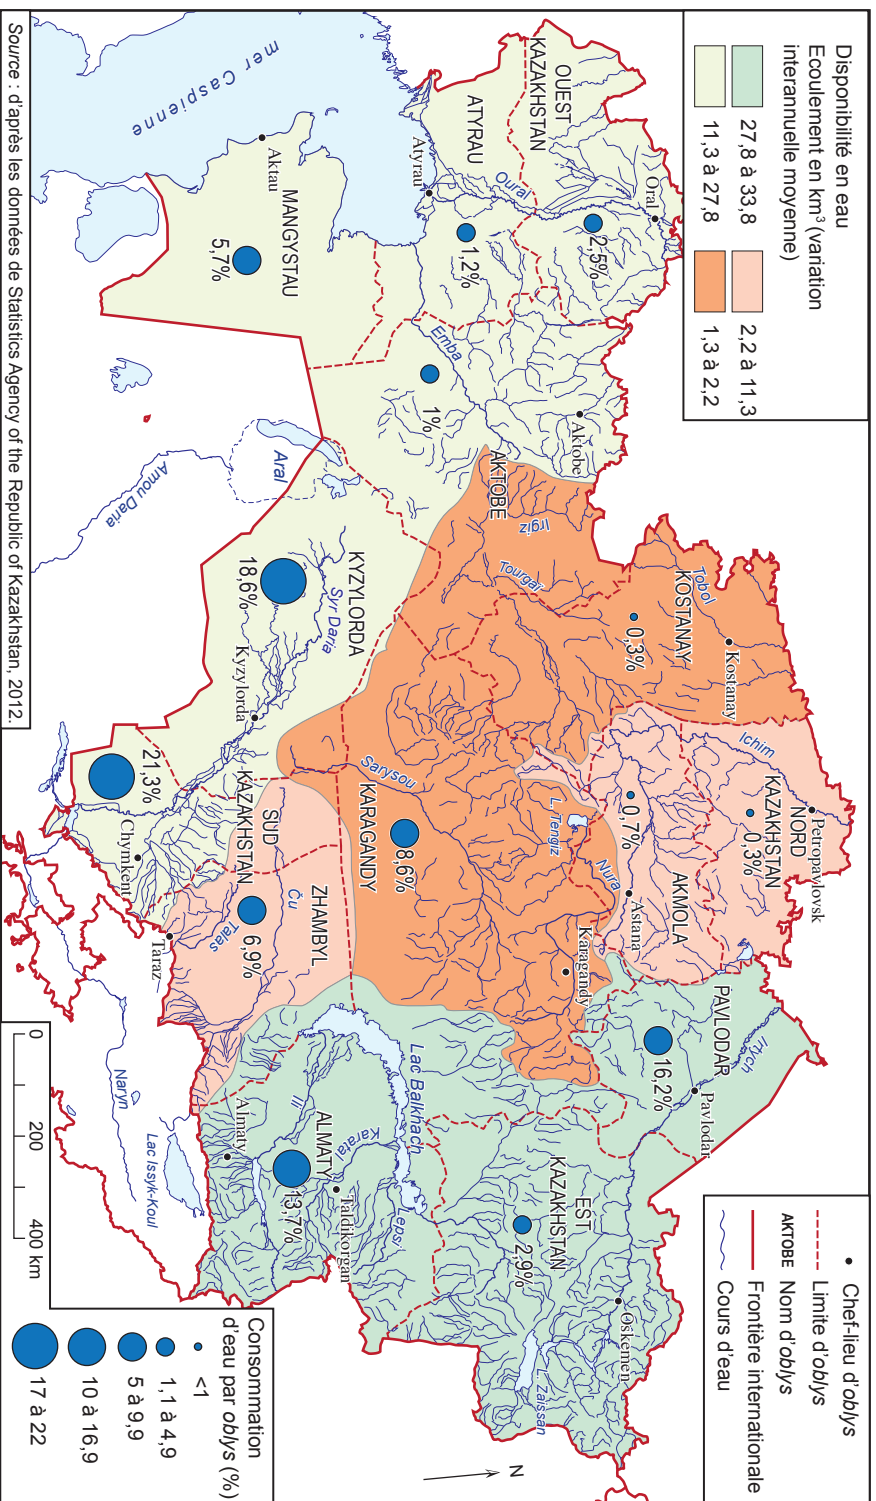 Disponibilité en eau
Ecoulement en km³ (variation
interannuelle moyenne)
27,8 à 33,8
11,3 à 27,8
2,2 à 11,3
1,3 à 2,2
Chef-lieu d'oblys
Limite d'oblys
AKTOBE Nom d'oblys
Frontière internationale
Cours d'eau
N
Petropavlovsk
NORD
KAZAKHSTAN
0,3%
Ichim
Kostanay
Tobol
KOSTANAY
0,3%
AKMOLA
0,7%
Astana
PAVLODAR
Irtych
Pavlodar
16,2%
Oral
OUEST
KAZAKHSTAN
2,5%
Oural
ATYRAU
Atyrau
1,2%
Aktobe
AKTOBE
1%
Emba
Irgiz
Tourgaï
L. Tengiz
Nura
Karagandy
KARAGANDY
8,6%
Sarysou
EST
KAZAKHSTAN
2,9%
Oskemen
L. Zaïssan
mer Caspienne
Aktau
MANGYSTAU
5,7%
Aral
Amou Daria
KYZYLORDA
18,6%
Syr Daria
Kyzylorda
SUD
KAZAKHSTAN
21,3%
Chymkent
ZHAMBYL
Ču
6,9%
Talas
Taraz
Lac Balkhach
Ili
Karatal
Lepsi
ALMATY
13,7%
Taldikorgan
Almaty
Naryn
Lac Issyk-Koul
0 200 400 km
Consommation
d'eau par oblys (%)
<1
1,1 à 4,9
5 à 9,9
10 à 16,9
17 à 22
Source : d'après les données de Statistics Agency of the Republic of Kazakhstan, 2012.